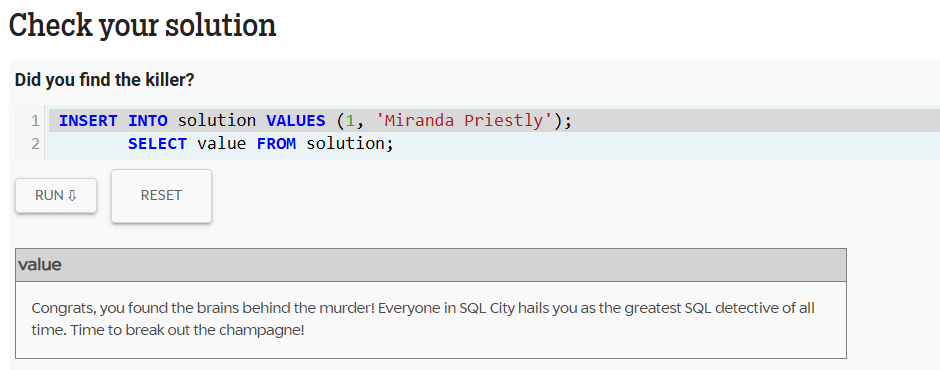 Check your solution
Did you find the killer?
1 INSERT INTO solution VALUES (1, 'Miranda Priestly');
2 SELECT value FROM solution;
RUN ⇩ RESET
value
Congrats, you found the brains behind the murder! Everyone in SQL City hails you as the greatest SQL detective of all
time. Time to break out the champagne!